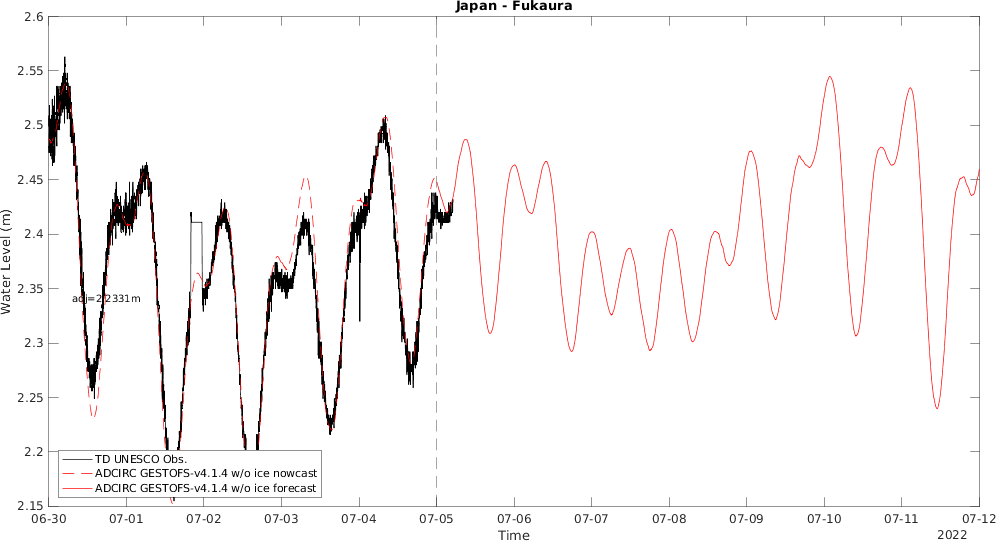 Japan - Fukaura
2.6
2.55
2.5
2.45
2.4
2.35
2.3
2.25
2.2
2.15
Water Level (m)
adj=2.2331m
TD UNESCO Obs.
ADCIRC GESTOFS-v4.1.4 w/o ice nowcast
ADCIRC GESTOFS-v4.1.4 w/o ice forecast
06-30 07-01 07-02 07-03 07-04 07-05 07-06 07-07 07-08 07-09 07-10 07-11 07-12
Time
2022